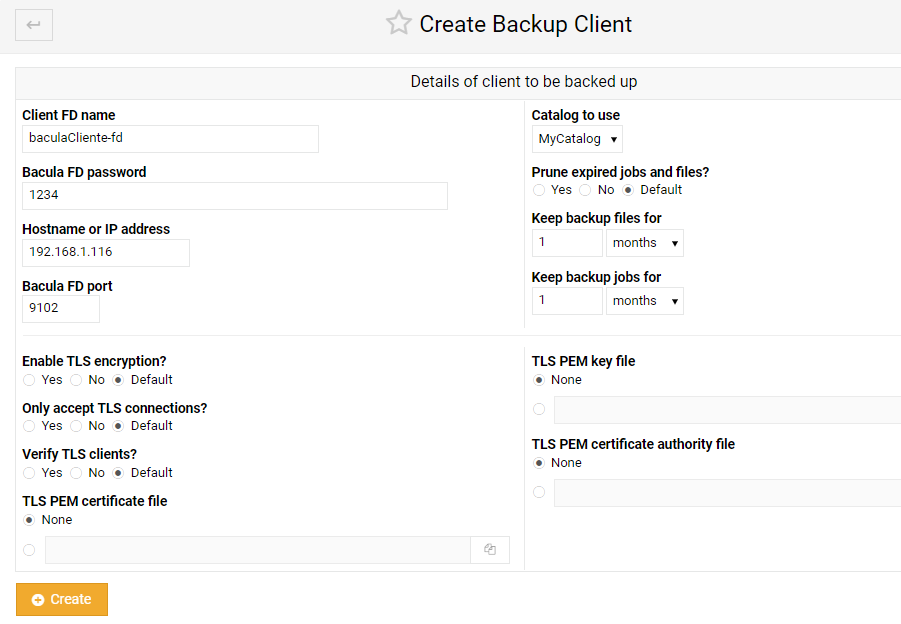 Create Backup Client
Details of client to be backed up
Client FD name
baculaCliente-fd
Bacula FD password
1234
Hostname or IP address
192.168.1.116
Bacula FD port
9102
Catalog to use
MyCatalog
Prune expired jobs and files?
Yes No Default
Keep backup files for
1 months
Keep backup jobs for
1 months
Enable TLS encryption?
Yes No Default
Only accept TLS connections?
Yes No Default
Verify TLS clients?
Yes No Default
TLS PEM certificate file
None
TLS PEM key file
None
TLS PEM certificate authority file
None
Create